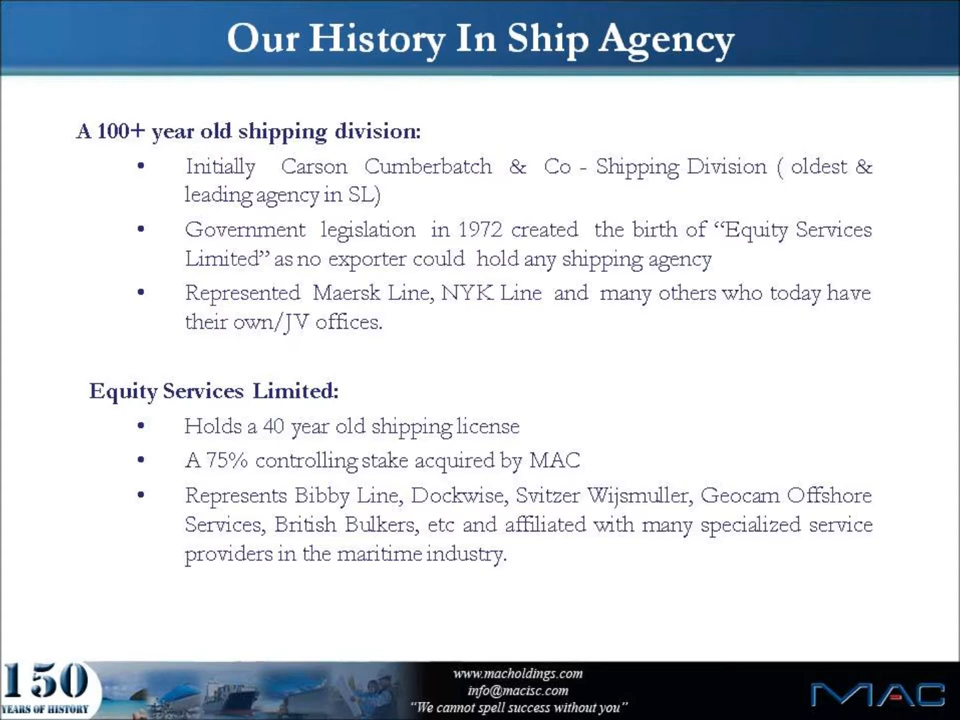 Our History In Ship Agency
A 100+ year old shipping division:
• Initially Carson Cumberbatch & Co - Shipping Division ( oldest &
leading agency in SL)
• Government legislation in 1972 created the birth of “Equity Services
Limited” as no exporter could hold any shipping agency
• Represented Maersk Line, NYK Line and many others who today have
their own/JV offices.
Equity Services Limited:
• Holds a 40 year old shipping license
• A 75% controlling stake acquired by MAC
• Represents Bibby Line, Dockwise, Svitzer Wijsmuller, Geocam Offshore
Services, British Bulkers, etc and affiliated with many specialized service
providers in the maritime industry.
150
YEARS OF HISTORY
www.macholdings.com
info@macisc.com
“We cannot spell success without you”
MAC